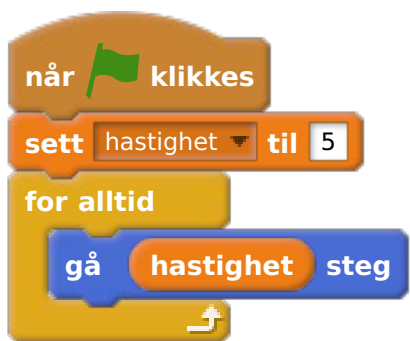 når klikkes
sett hastighet til 5
for alltid
gå hastighet steg